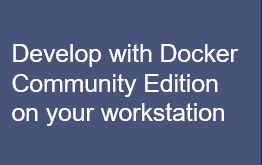 Develop with Docker
Community Edition
on your workstation